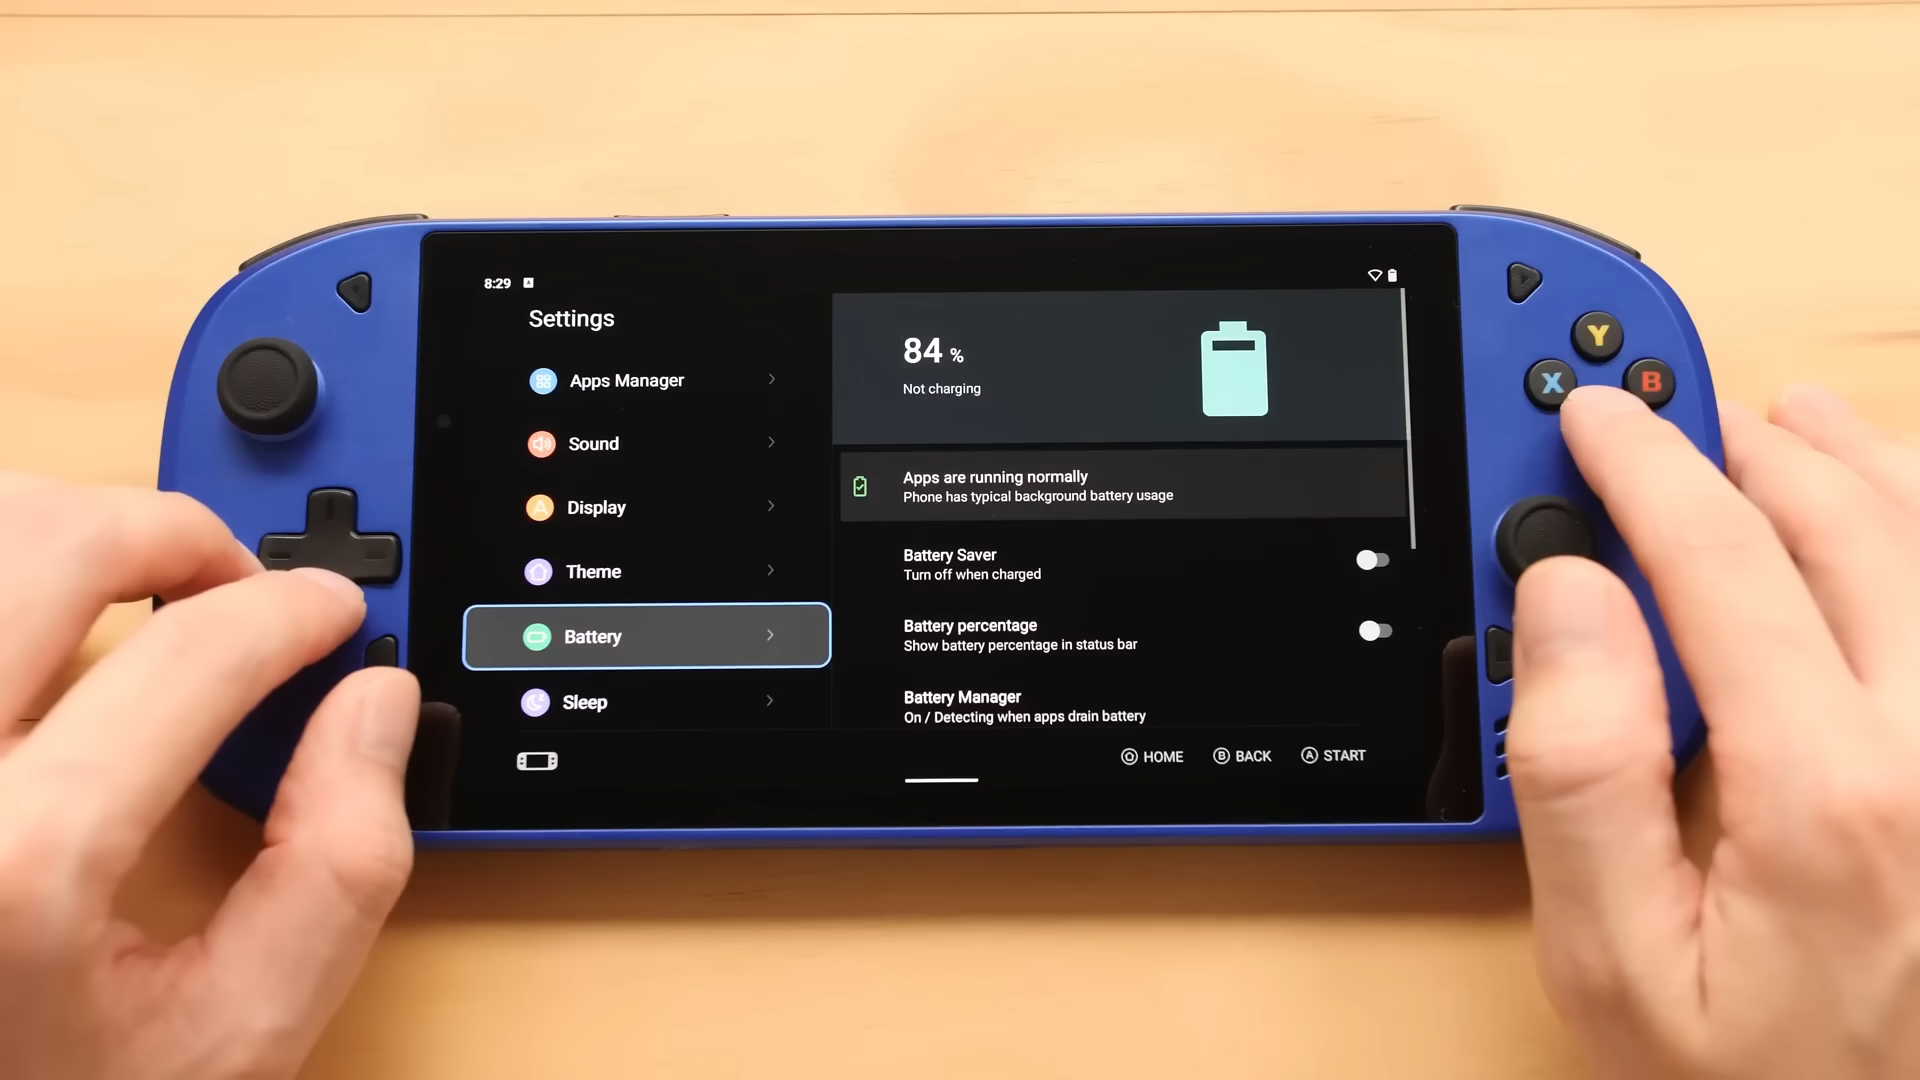 8:29
Settings
Apps Manager
Sound
Display
Theme
Battery
Sleep
84 %
Not charging
Apps are running normally
Phone has typical background battery usage
Battery Saver
Turn off when charged
Battery percentage
Show battery percentage in status bar
Battery Manager
On / Detecting when apps drain battery
HOME
B BACK
A START
Y
X
B